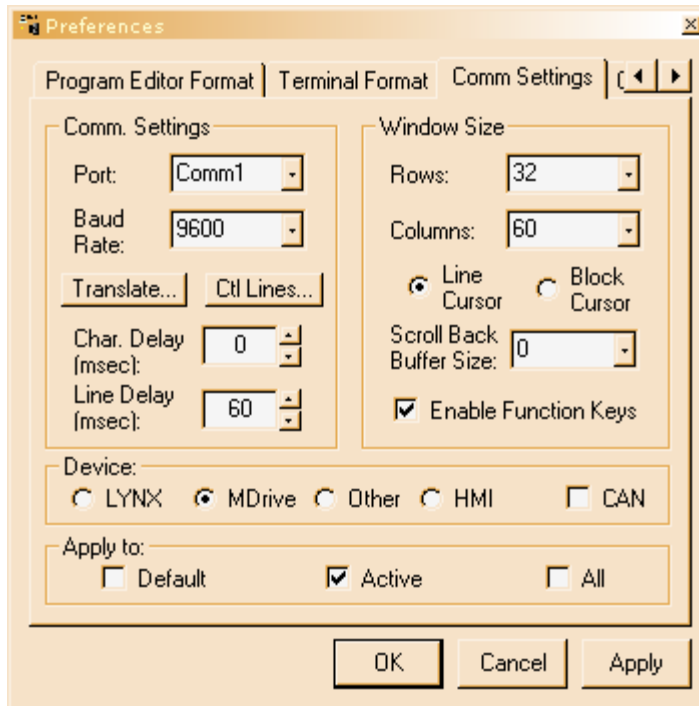 Preferences
Program Editor Format
Terminal Format
Comm Settings
Comm. Settings
Port:
Comm1
Baud
Rate:
9600
Translate...
Ctl Lines...
Char. Delay
(msec):
0
Line Delay
(msec):
60
Window Size
Rows:
32
Columns:
60
Line
Cursor
Block
Cursor
Scroll Back
Buffer Size:
0
Enable Function Keys
Device:
LYNX
MDrive
Other
HMI
CAN
Apply to:
Default
Active
All
OK
Cancel
Apply